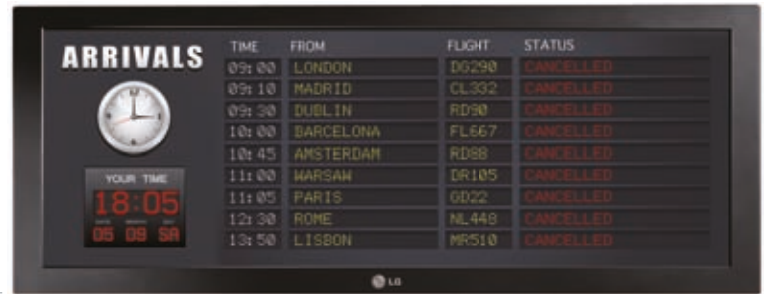 ARRIVALS
TIME FROM FLIGHT STATUS
09:00 LONDON DG290 CANCELLED
09:10 MADRID CL332 CANCELLED
09:30 DUBLIN RD90 CANCELLED
10:00 BARCELONA FL667 CANCELLED
10:45 AMSTERDAM RD88 CANCELLED
11:00 WARSAW DR105 CANCELLED
11:05 PARIS GD22 CANCELLED
12:30 ROME NL448 CANCELLED
13:50 LISBON MR510 CANCELLED
YOUR TIME
18:05
05 09 SA
LG